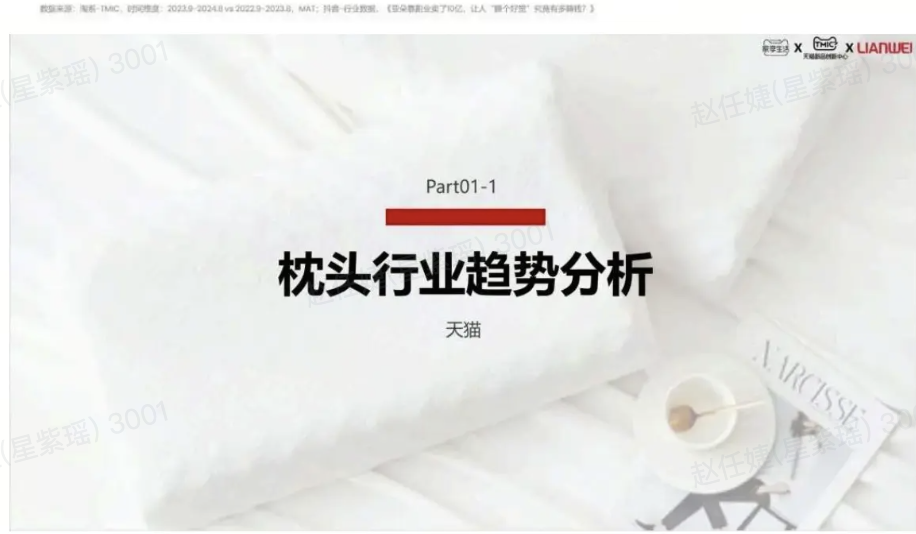 数据来源：淘系-TMIC，时间维度：2023.9-2024.8 vs 2022.9-2023.8，MAT；抖音-行业数据，《亚朵靠副业卖了10亿，让人“睡个好觉”究竟有多赚钱？》
X TMIC X LIANWEI
天猫新品创新中心
(星紫瑶) 3001
赵任婕(星紫瑶)
Part01-1
3001
枕头行业趋势分析
天猫
NARCISSE
(星紫瑶) 3001
赵任婕(星紫瑶)